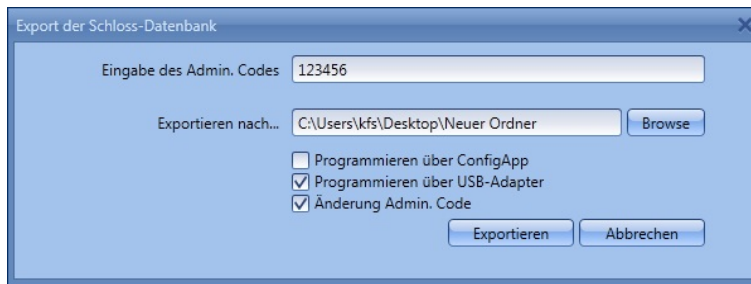 Export der Schloss-Datenbank
Eingabe des Admin. Codes 123456
Exportieren nach... C:\Users\kfs\Desktop\Neuer Ordner Browse
Programmieren über ConfigApp
Programmieren über USB-Adapter
Änderung Admin. Code
Exportieren Abbrechen